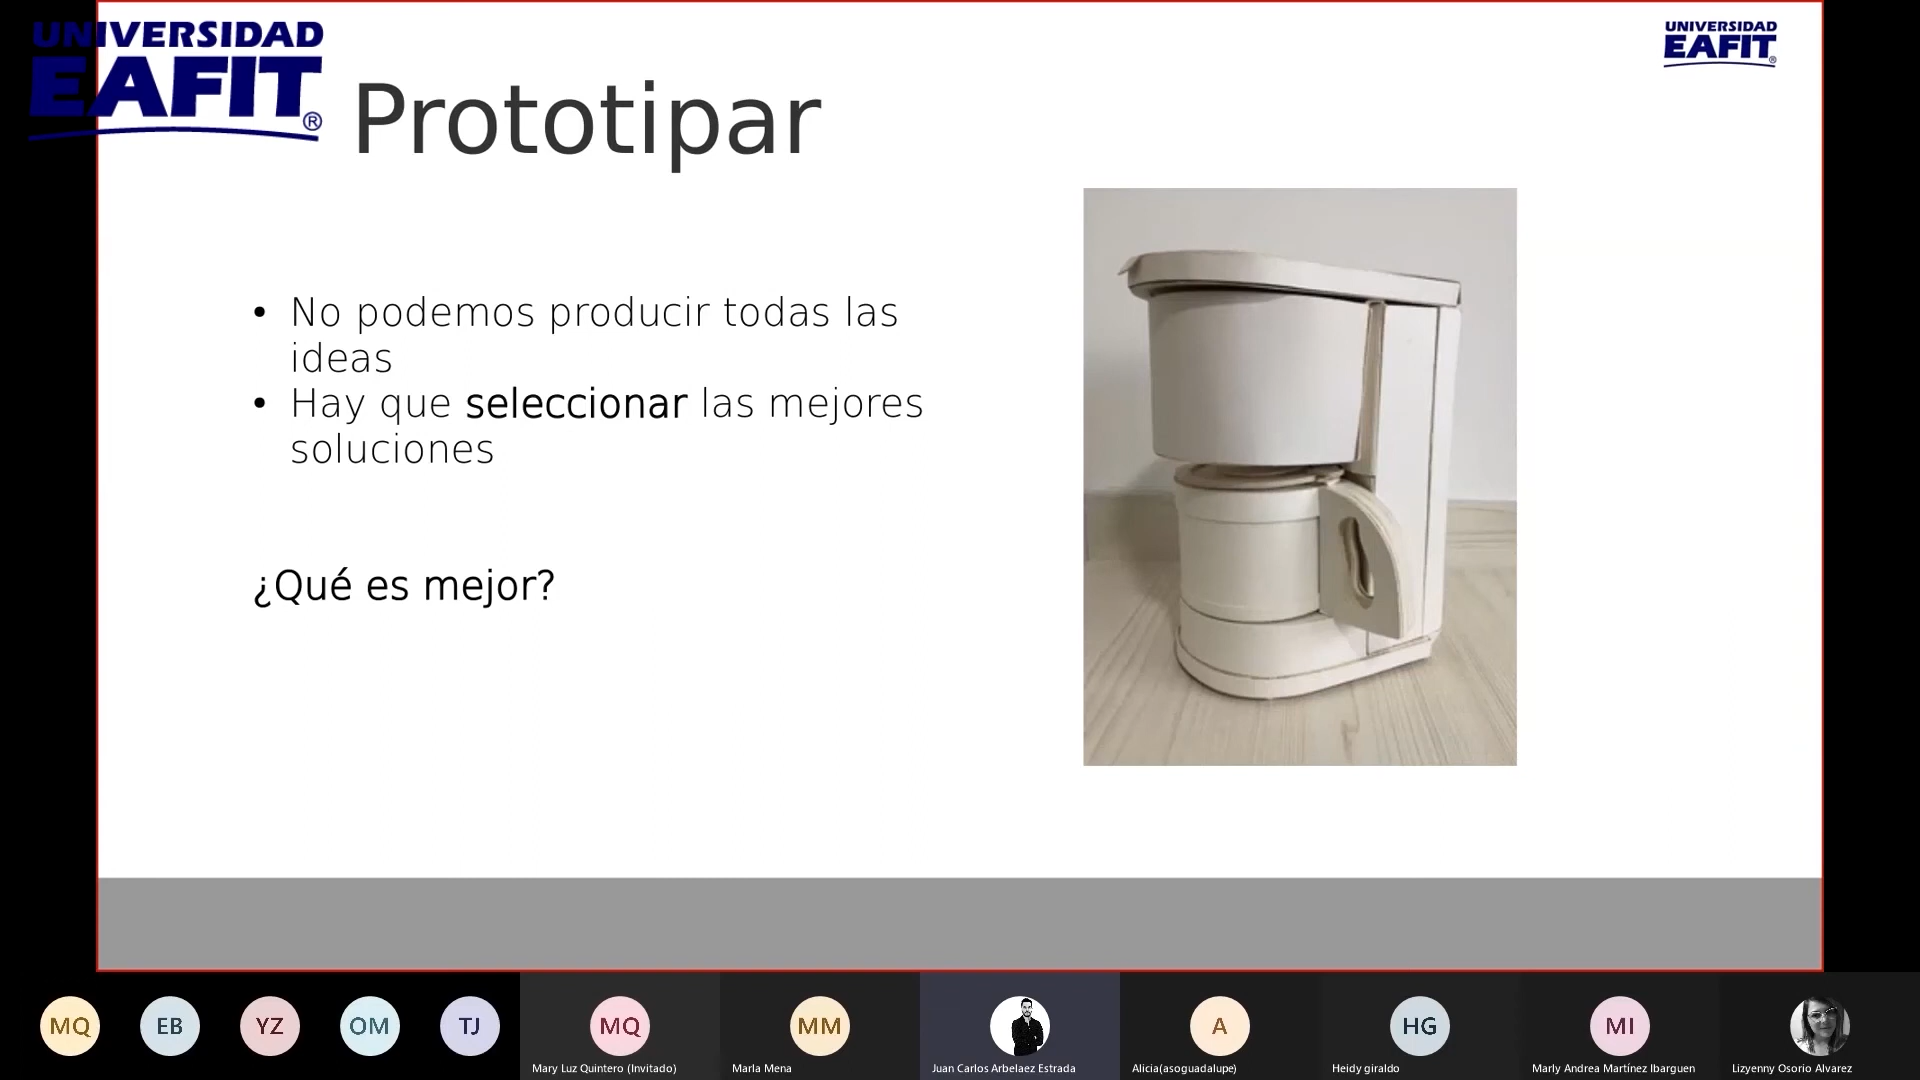 UNIVERSIDAD
EAFIT®
UNIVERSIDAD
EAFIT®
Prototipar
• No podemos producir todas las
ideas
• Hay que seleccionar las mejores
soluciones
¿Qué es mejor?
MQ
EB
YZ
OM
TJ
MQ
MM
A
HG
MI
Mary Luz Quintero (Invitado)
Marla Mena
Juan Carlos Arbelaez Estrada
Alicia(asoguadalupe)
Heidy giraldo
Marly Andrea Martínez Ibarguen
Lizyenny Osorio Alvarez